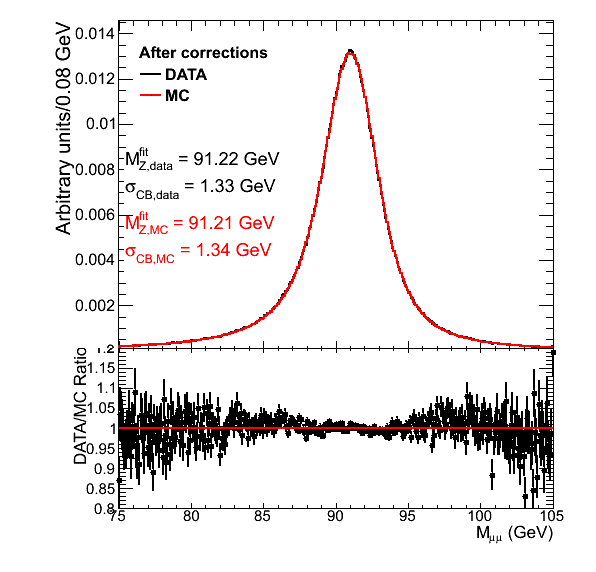 Arbitrary units/0.08 GeV
0.014
0.012
0.01
0.008
0.006
0.004
0.002
After corrections
DATA
MC
M^fit_Z,data = 91.22 GeV
σ_CB,data = 1.33 GeV
M^fit_Z,MC = 91.21 GeV
σ_CB,MC = 1.34 GeV
DATA/MC Ratio
1.2
1.15
1.1
1.05
1
0.95
0.9
0.85
0.8
75 80 85 90 95 100 105
M_μμ (GeV)